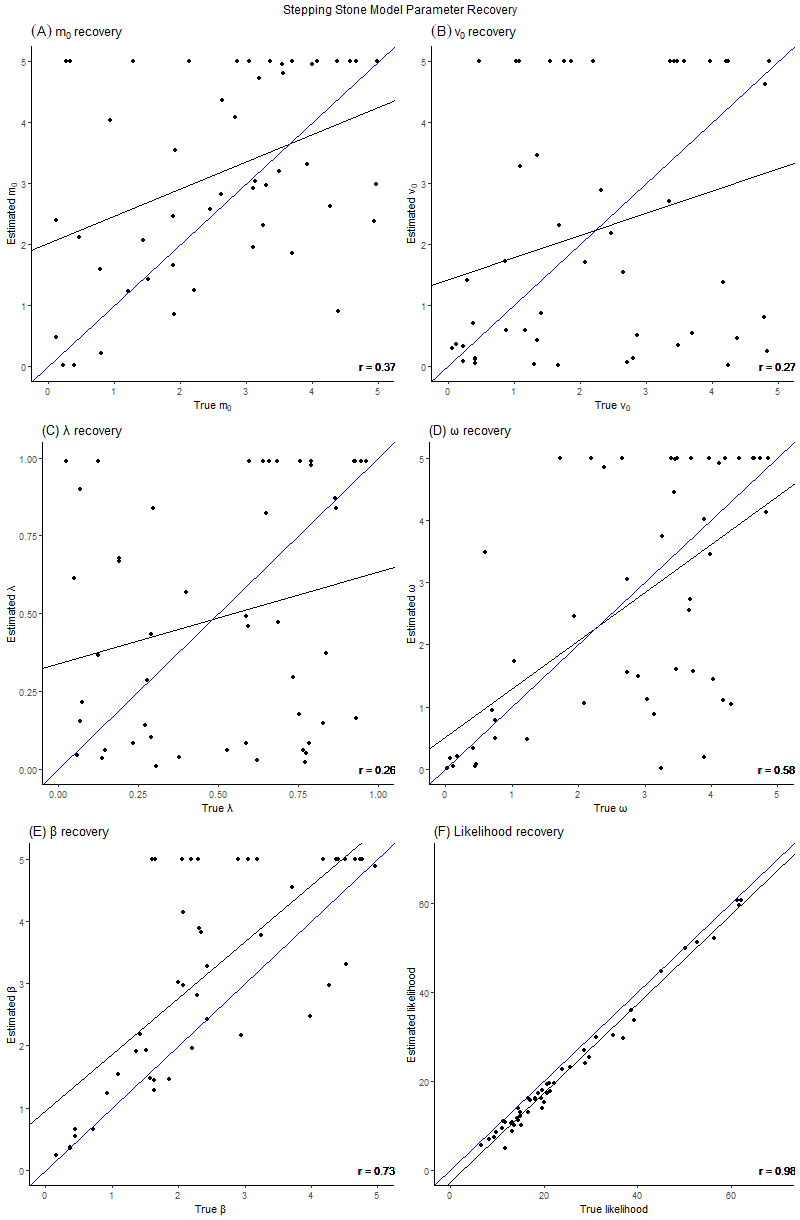 Stepping Stone Model Parameter Recovery
(A) m₀ recovery
(B) v₀ recovery
5
4
3
2
1
0
Estimated m₀
0 1 2 3 4 5
True m₀
r = 0.37
5
4
3
2
1
0
Estimated v₀
0 1 2 3 4 5
True v₀
r = 0.27
(C) λ recovery
(D) ω recovery
1.00
0.75
0.50
0.25
0.00
Estimated λ
0.00 0.25 0.50 0.75 1.00
True λ
r = 0.26
5
4
3
2
1
0
Estimated ω
0 1 2 3 4 5
True ω
r = 0.58
(E) β recovery
(F) Likelihood recovery
5
4
3
2
1
0
Estimated β
0 1 2 3 4 5
True β
r = 0.73
60
40
20
0
Estimated likelihood
0 20 40 60
True likelihood
r = 0.98